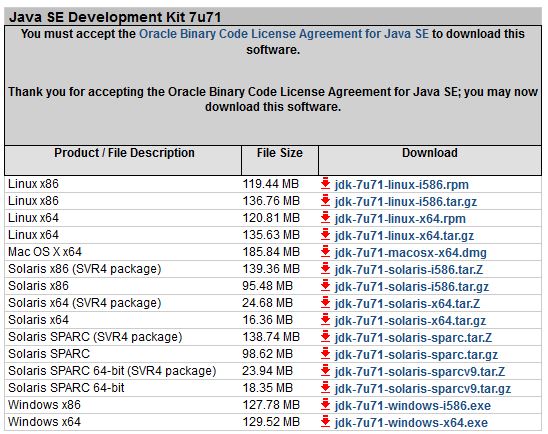 Java SE Development Kit 7u71
You must accept the Oracle Binary Code License Agreement for Java SE to download this
software.
Thank you for accepting the Oracle Binary Code License Agreement for Java SE; you may now
download this software.
Product / File Description File Size Download
Linux x86 119.44 MB jdk-7u71-linux-i586.rpm
Linux x86 136.76 MB jdk-7u71-linux-i586.tar.gz
Linux x64 120.81 MB jdk-7u71-linux-x64.rpm
Linux x64 135.63 MB jdk-7u71-linux-x64.tar.gz
Mac OS X x64 185.84 MB jdk-7u71-macosx-x64.dmg
Solaris x86 (SVR4 package) 139.36 MB jdk-7u71-solaris-i586.tar.Z
Solaris x86 95.48 MB jdk-7u71-solaris-i586.tar.gz
Solaris x64 (SVR4 package) 24.68 MB jdk-7u71-solaris-x64.tar.Z
Solaris x64 16.36 MB jdk-7u71-solaris-x64.tar.gz
Solaris SPARC (SVR4 package) 138.74 MB jdk-7u71-solaris-sparc.tar.Z
Solaris SPARC 98.62 MB jdk-7u71-solaris-sparc.tar.gz
Solaris SPARC 64-bit (SVR4 package) 23.94 MB jdk-7u71-solaris-sparcv9.tar.Z
Solaris SPARC 64-bit 18.35 MB jdk-7u71-solaris-sparcv9.tar.gz
Windows x86 127.78 MB jdk-7u71-windows-i586.exe
Windows x64 129.52 MB jdk-7u71-windows-x64.exe